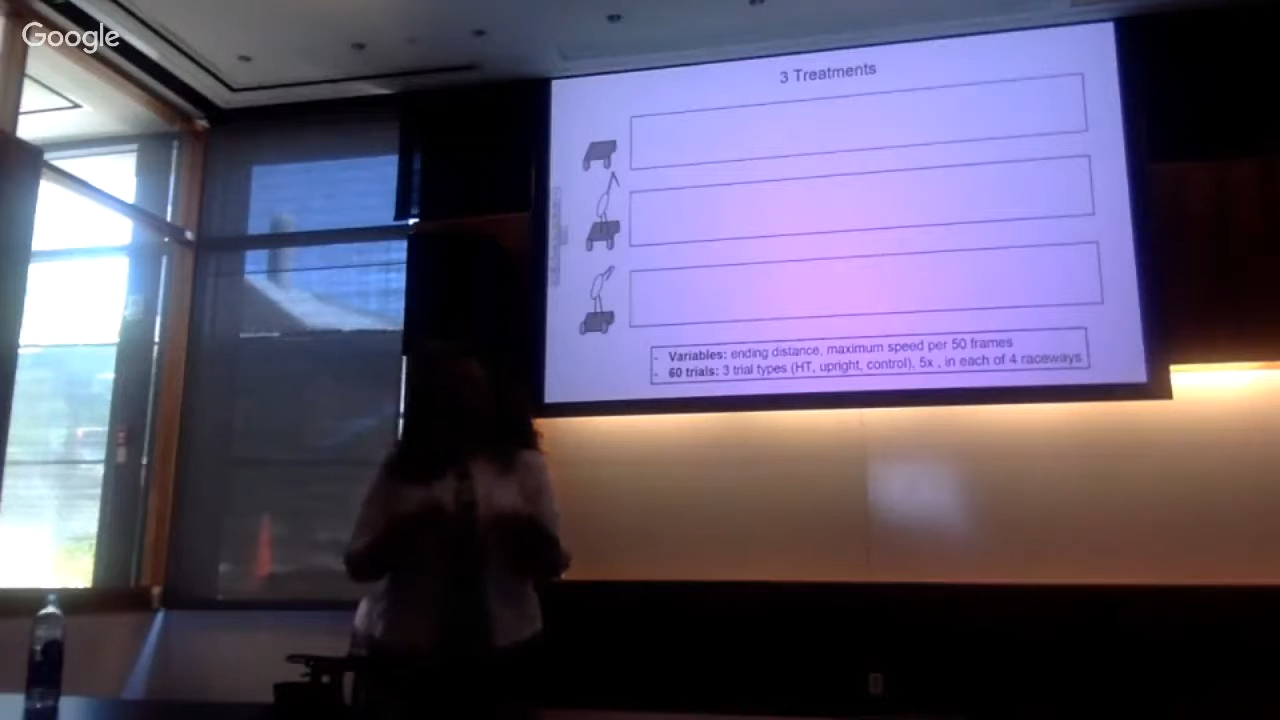 Google
3 Treatments
- Variables: ending distance, maximum speed per 50 frames
- 60 trials: 3 trial types (HT, upright, control), 5x , in each of 4 raceways